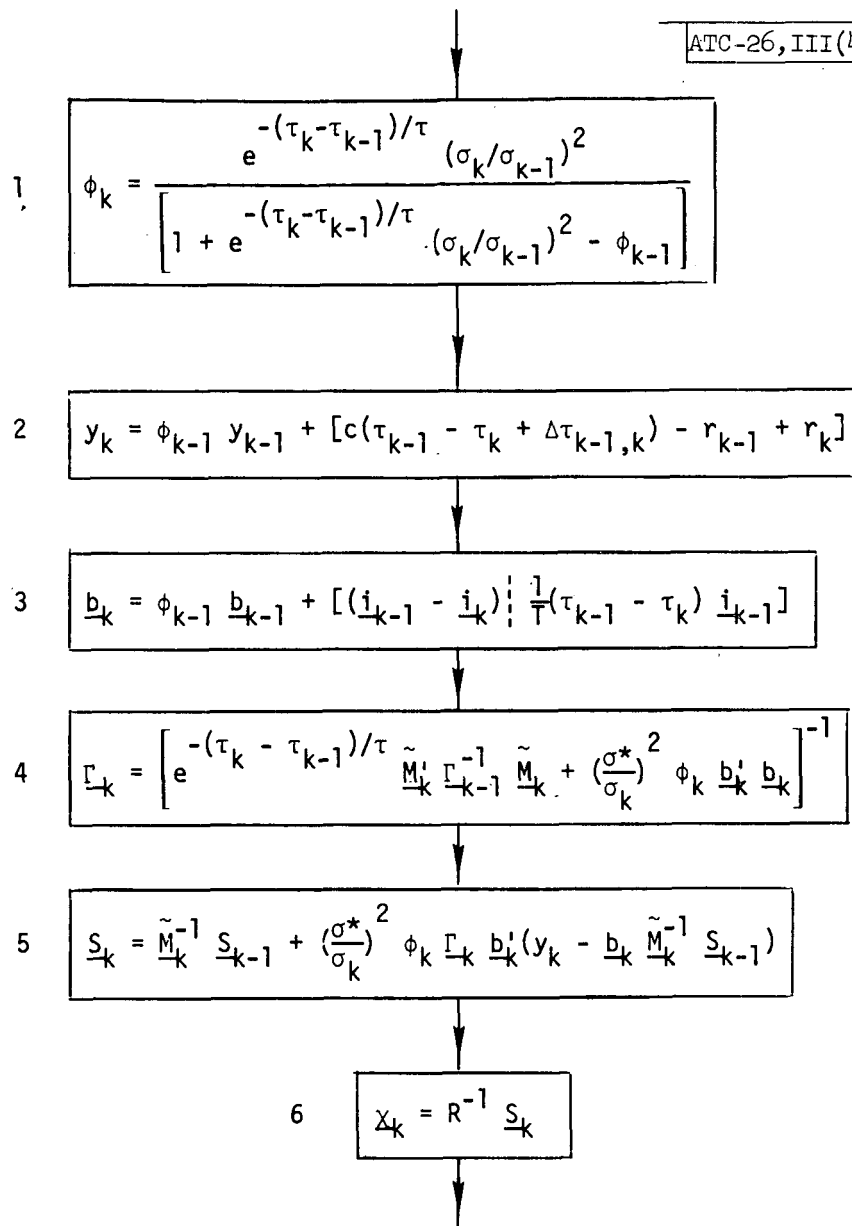 ATC-26,III(
1. φ_k = e^{-(τ_k-τ_{k-1})/τ} (σ_k/σ_{k-1})^2 / [1 + e^{-(τ_k-τ_{k-1})/τ} (σ_k/σ_{k-1})^2 - φ_{k-1}]
2 y_k = φ_{k-1} y_{k-1} + [c(τ_{k-1} - τ_k + Δτ_{k-1,k}) - r_{k-1} + r_k]
3 b_k = φ_{k-1} b_{k-1} + [(i_{k-1} - i_k) ¦ 1/T(τ_{k-1} - τ_k) i_{k-1}]
4 Γ_k = [e^{-(τ_k - τ_{k-1})/τ} M̃'_k Γ^{-1}_{k-1} M̃_k + (σ*/σ_k)^2 φ_k b'_k b_k]^{-1}
5 S_k = M̃^{-1}_k S_{k-1} + (σ*/σ_k)^2 φ_k Γ_k b'_k(y_k - b_k M̃^{-1}_k S_{k-1})
6 χ_k = R^{-1} S_k